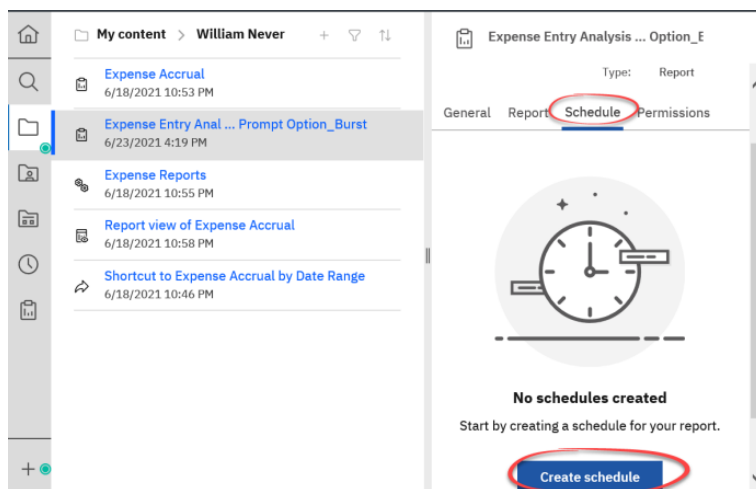 My content > William Never
Expense Accrual
6/18/2021 10:53 PM
Expense Entry Anal ... Prompt Option_Burst
6/23/2021 4:19 PM
Expense Reports
6/18/2021 10:55 PM
Report view of Expense Accrual
6/18/2021 10:58 PM
Shortcut to Expense Accrual by Date Range
6/18/2021 10:46 PM
Expense Entry Analysis ... Option_E
Type: Report
General Report Schedule Permissions
No schedules created
Start by creating a schedule for your report.
Create schedule